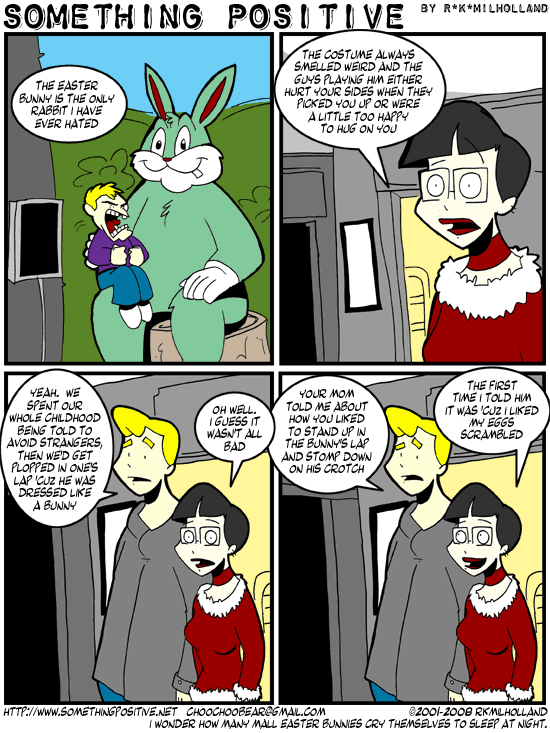 SOMETHING POSITIVE BY R*K*MILHOLLAND
THE EASTER
BUNNY IS THE ONLY
RABBIT I HAVE
EVER HATED
THE COSTUME ALWAYS
SMELLED WEIRD AND THE
GUYS PLAYING HIM EITHER
HURT YOUR SIDES WHEN THEY
PICKED YOU UP OR WERE
A LITTLE TOO HAPPY
TO HUG ON YOU
YEAH. WE
SPENT OUR
WHOLE CHILDHOOD
BEING TOLD TO
AVOID STRANGERS,
THEN WE'D GET
PLOPPED IN ONE'S
LAP 'CUZ HE WAS
DRESSED LIKE
A BUNNY
OH WELL.
I GUESS IT
WASN'T ALL
BAD
YOUR MOM
TOLD ME ABOUT
HOW YOU LIKED
TO STAND UP IN
THE BUNNY'S LAP
AND STOMP DOWN
ON HIS CROTCH
THE FIRST
TIME I TOLD HIM
IT WAS 'CUZ I LIKED
MY EGGS
SCRAMBLED
HTTP://WWW.SOMETHINGPOSITIVE.NET CHOOCHOOBEAR@GMAIL.COM ©2001-2008 RKMILHOLLAND
I WONDER HOW MANY MALL EASTER BUNNIES CRY THEMSELVES TO SLEEP AT NIGHT.